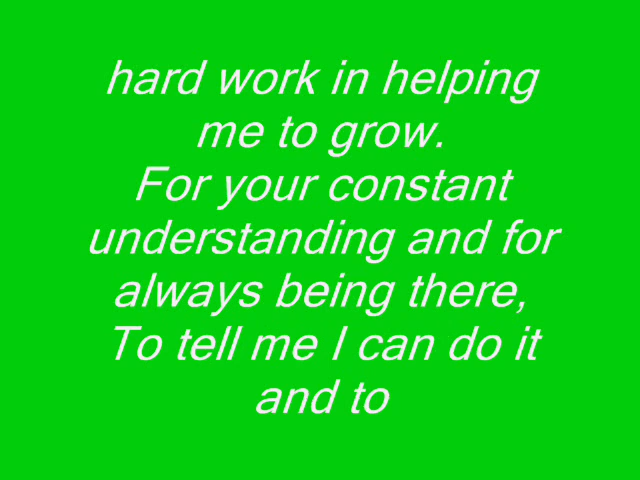 hard work in helping
me to grow.
For your constant
understanding and for
always being there,
To tell me I can do it
and to